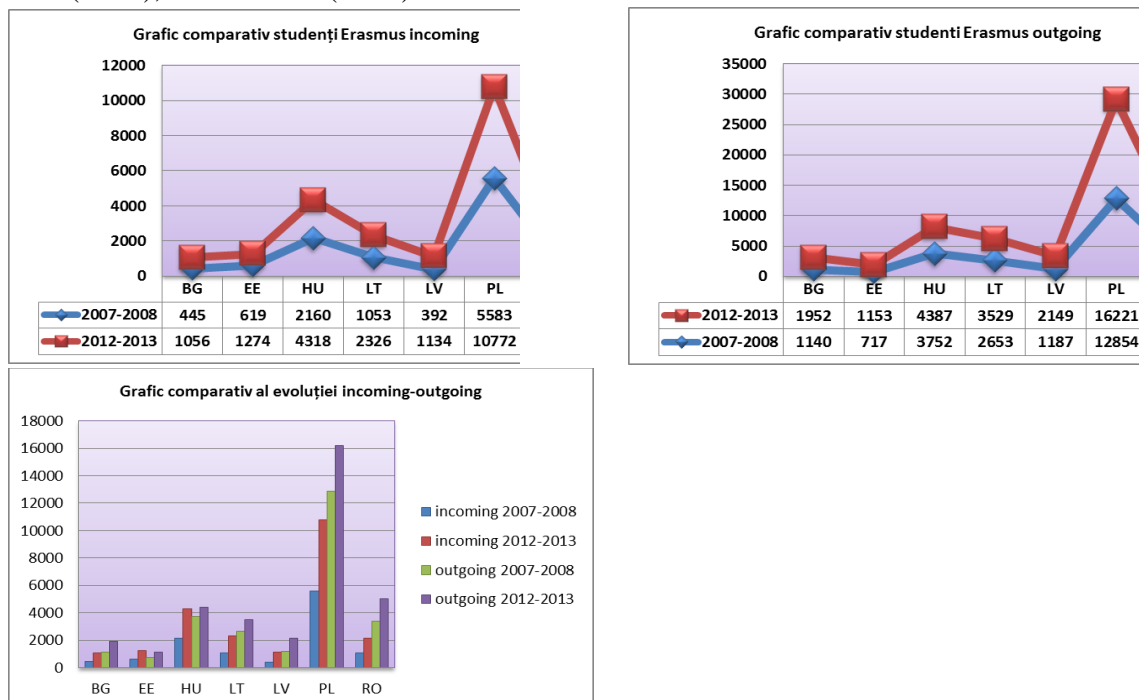 Grafic comparativ studenți Erasmus incoming
12000
10000
8000
6000
4000
2000
0
BG EE HU LT LV PL
2007-2008 445 619 2160 1053 392 5583
2012-2013 1056 1274 4318 2326 1134 10772
Grafic comparativ studenti Erasmus outgoing
35000
30000
25000
20000
15000
10000
5000
0
BG EE HU LT LV PL
2012-2013 1952 1153 4387 3529 2149 16221
2007-2008 1140 717 3752 2653 1187 12854
Grafic comparativ al evoluției incoming-outgoing
18000
16000
14000
12000
10000
8000
6000
4000
2000
0
BG EE HU LT LV PL RO
incoming 2007-2008
incoming 2012-2013
outgoing 2007-2008
outgoing 2012-2013